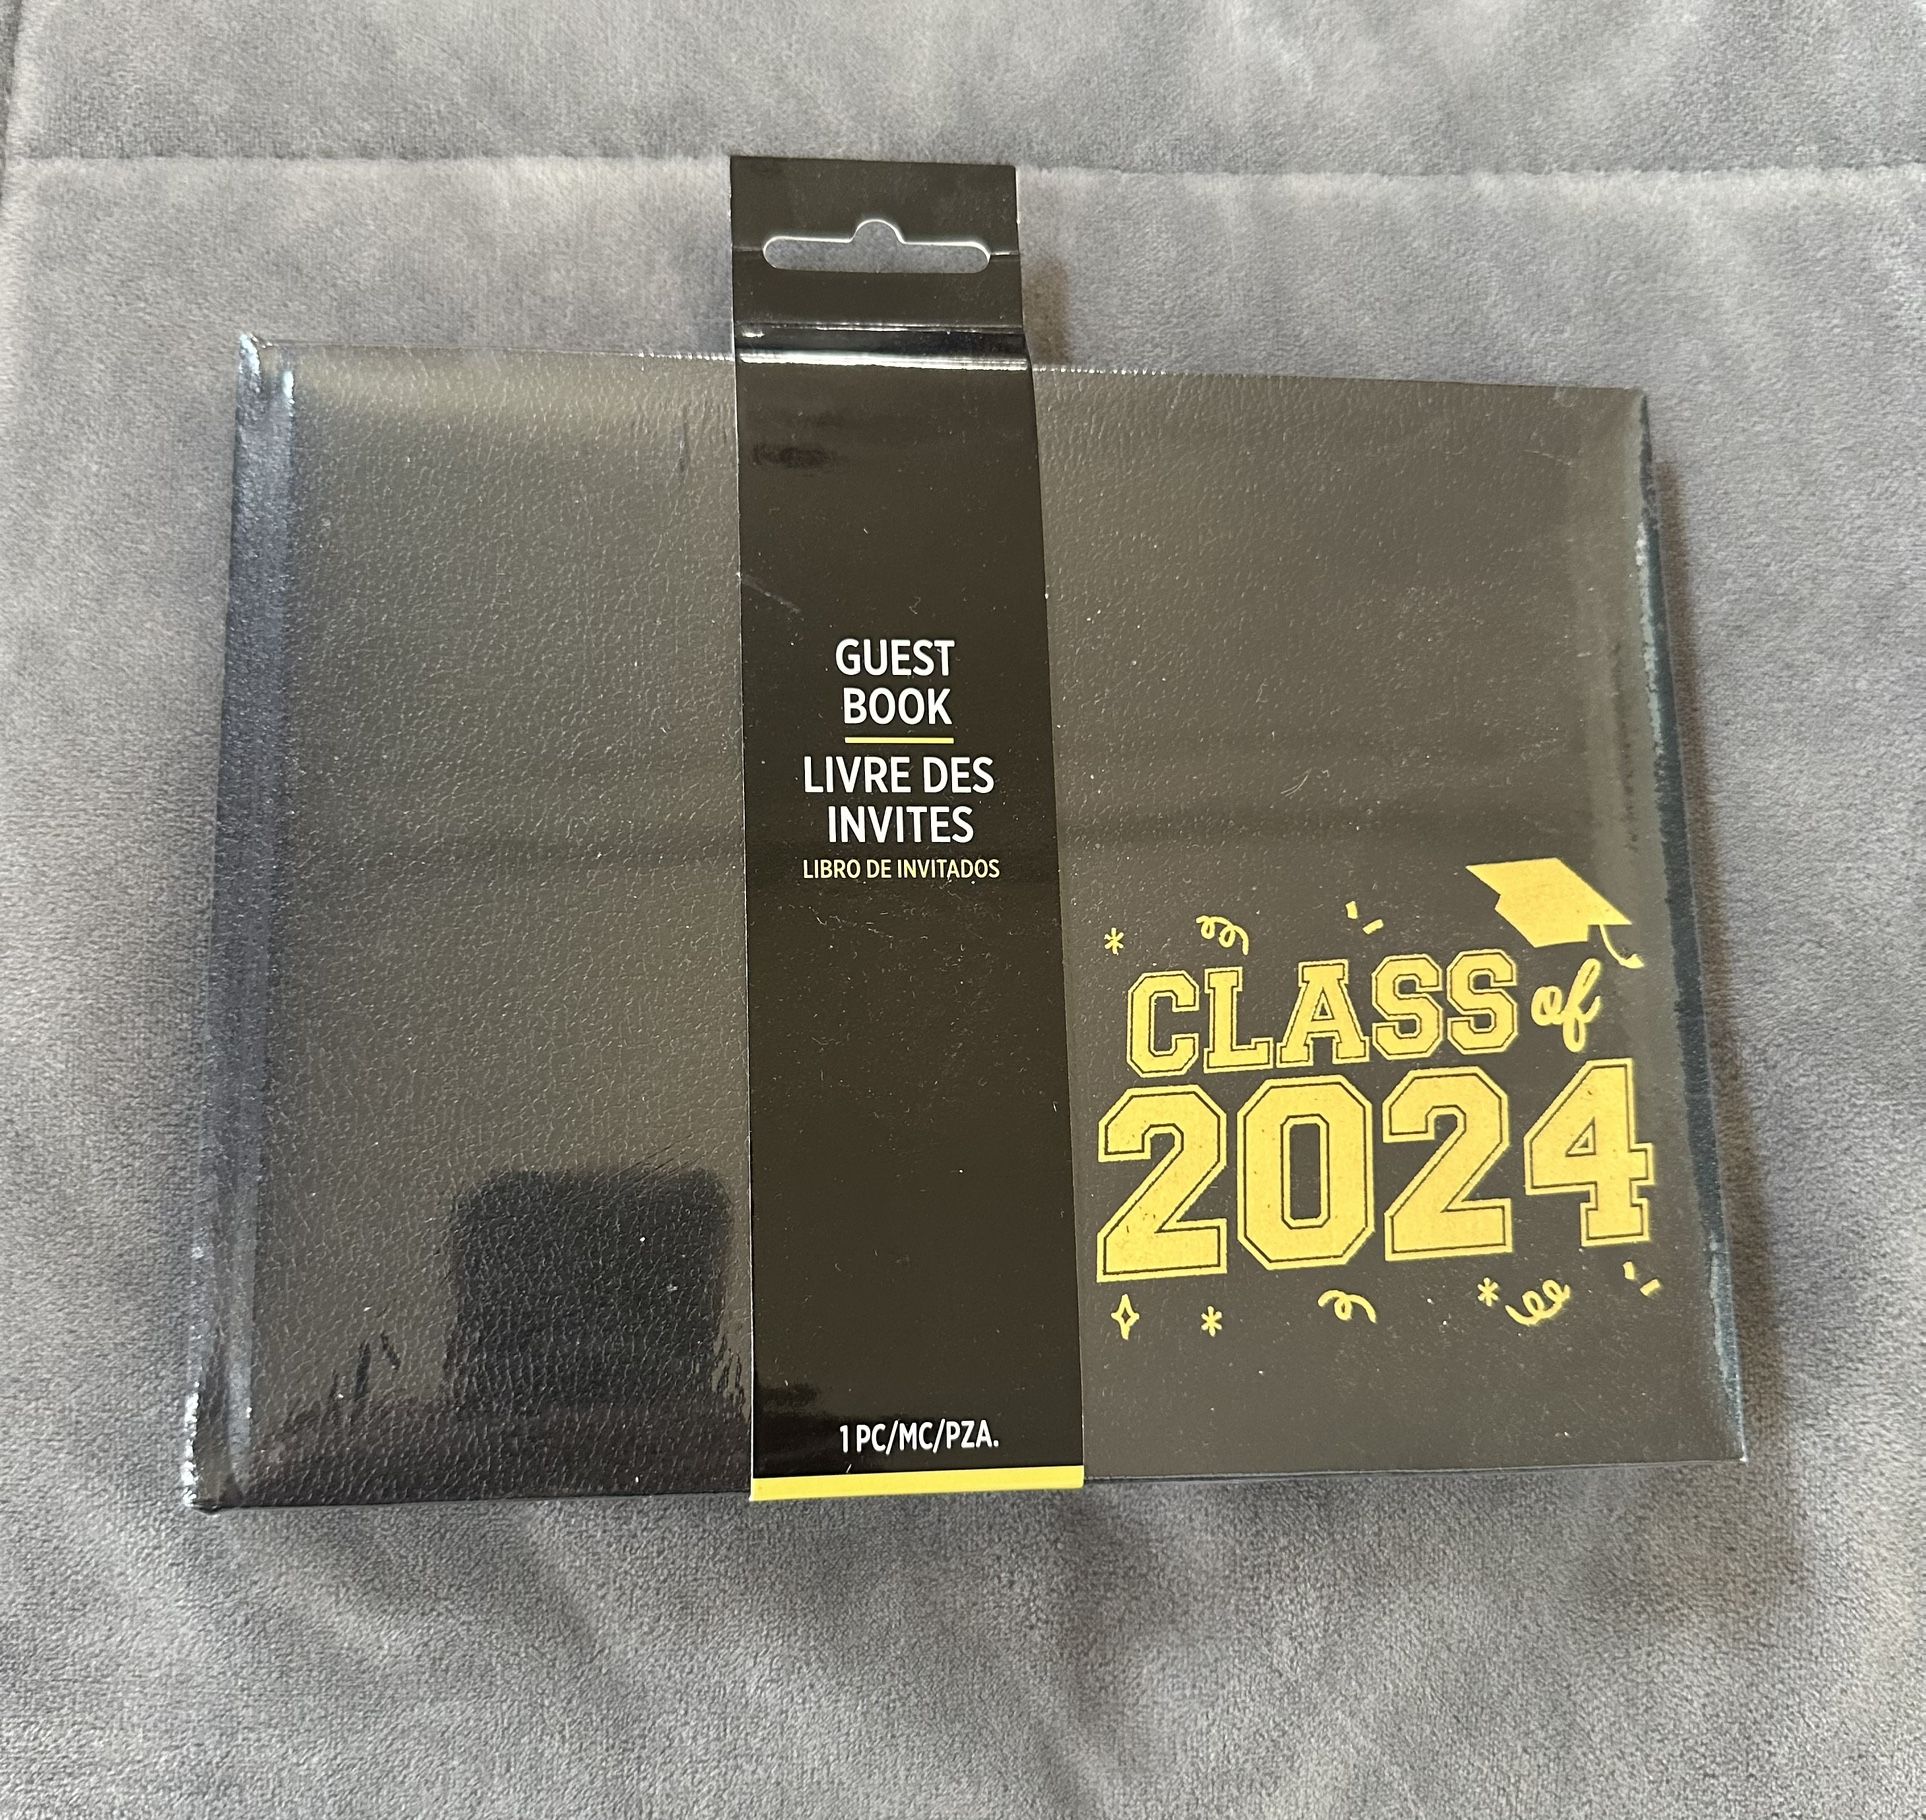 GUEST
BOOK
LIVRE DES
INVITES
LIBRO DE INVITADOS
1 PC/MC/PZA.
CLASS of
2024